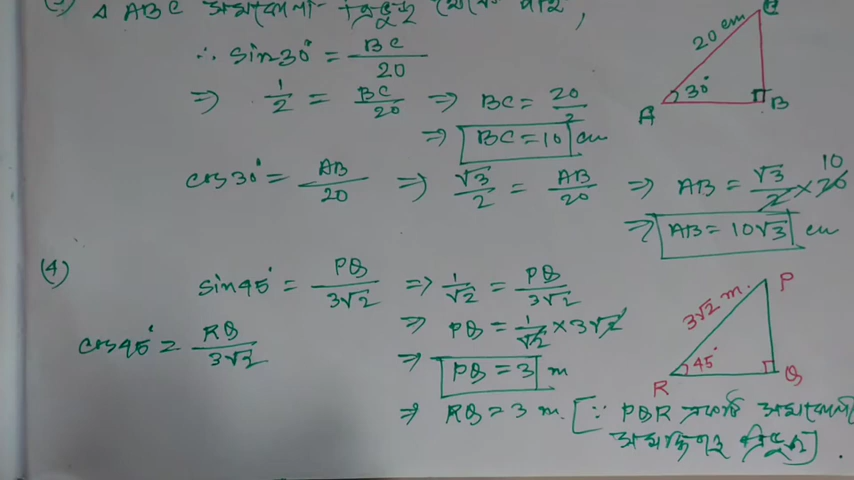 Δ ABC সমকোণী ত্রিভুজ থেকে পাই,
∴ sin30° = BC/20
⇒ 1/2 = BC/20 ⇒ BC = 20/2
⇒ BC = 10 cm
cos30° = AB/20 ⇒ √3/2 = AB/20 ⇒ AB = √3/2 × 20 10
⇒ AB = 10√3 cm
20 cm
30°
A
B
(4)
sin45° = PQ/3√2 ⇒ 1/√2 = PQ/3√2
cos45° = RQ/3√2
⇒ PQ = 1/√2 × 3√2
⇒ PQ = 3 m
⇒ RQ = 3 m. [∵ PQR একটি সমকোণী
সমদ্বিবাহু ত্রিভুজ].
3√2 m.
P
45°
R
Q